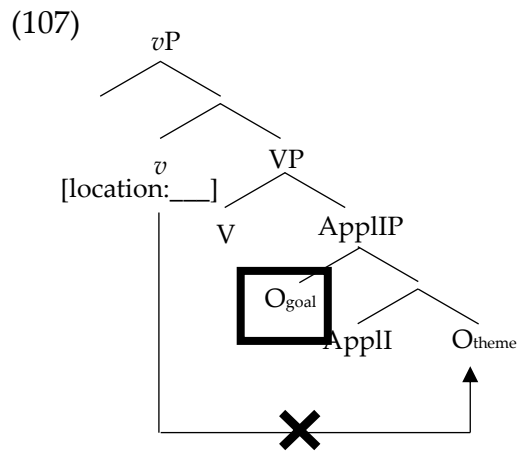 (107)
vP
v
[location:___]
VP
V
ApplIP
Ogoal
ApplI
Otheme